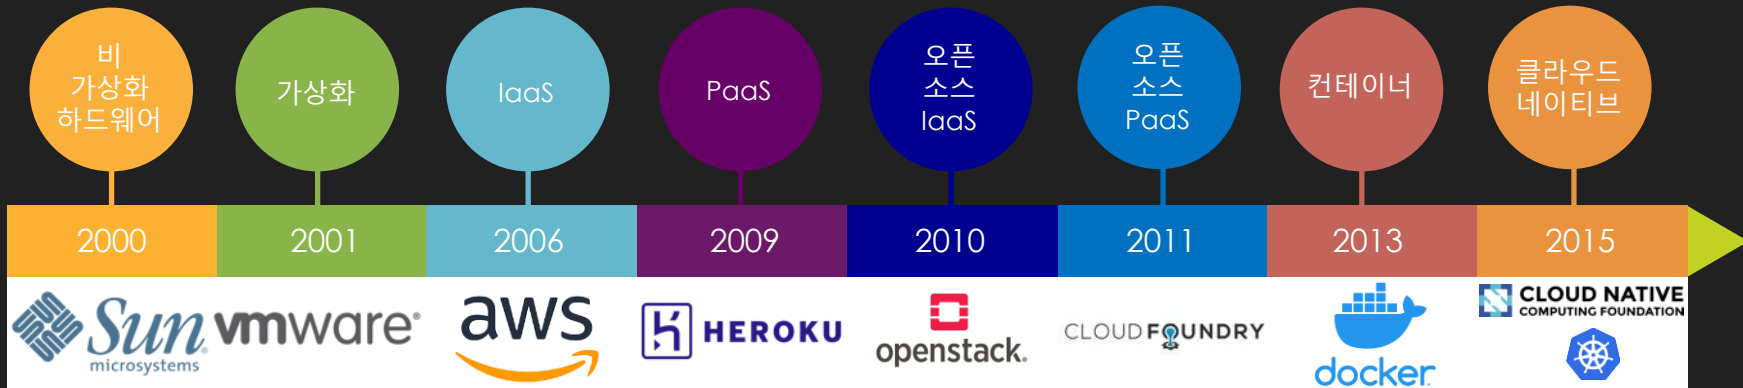 비
가상화
하드웨어
가상화
IaaS
PaaS
오픈
소스
IaaS
오픈
소스
PaaS
컨테이너
클라우드
네이티브
2000
2001
2006
2009
2010
2011
2013
2015
Sun
microsystems
vmware
aws
HEROKU
openstack.
CLOUD FOUNDRY
docker
CLOUD NATIVE
COMPUTING FOUNDATION